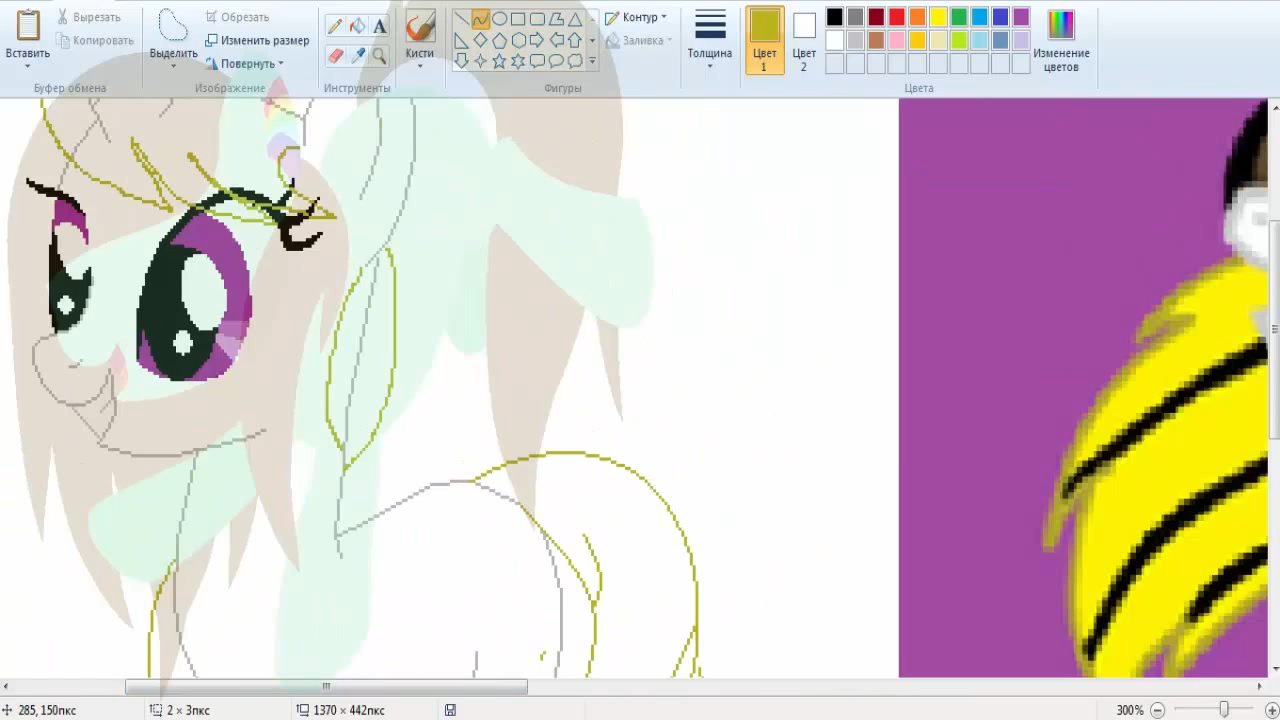 Вставить
Вырезать
Копировать
Буфер обмена
Выделить
Обрезать
Изменить размер
Повернуть
Изображение
A
Инструменты
Кисти
Контур
Заливка
Фигуры
Толщина
Цвет 1
Цвет 2
Изменение цветов
Цвета
285, 150пкс
2 × 3пкс
1370 × 442пкс
300%